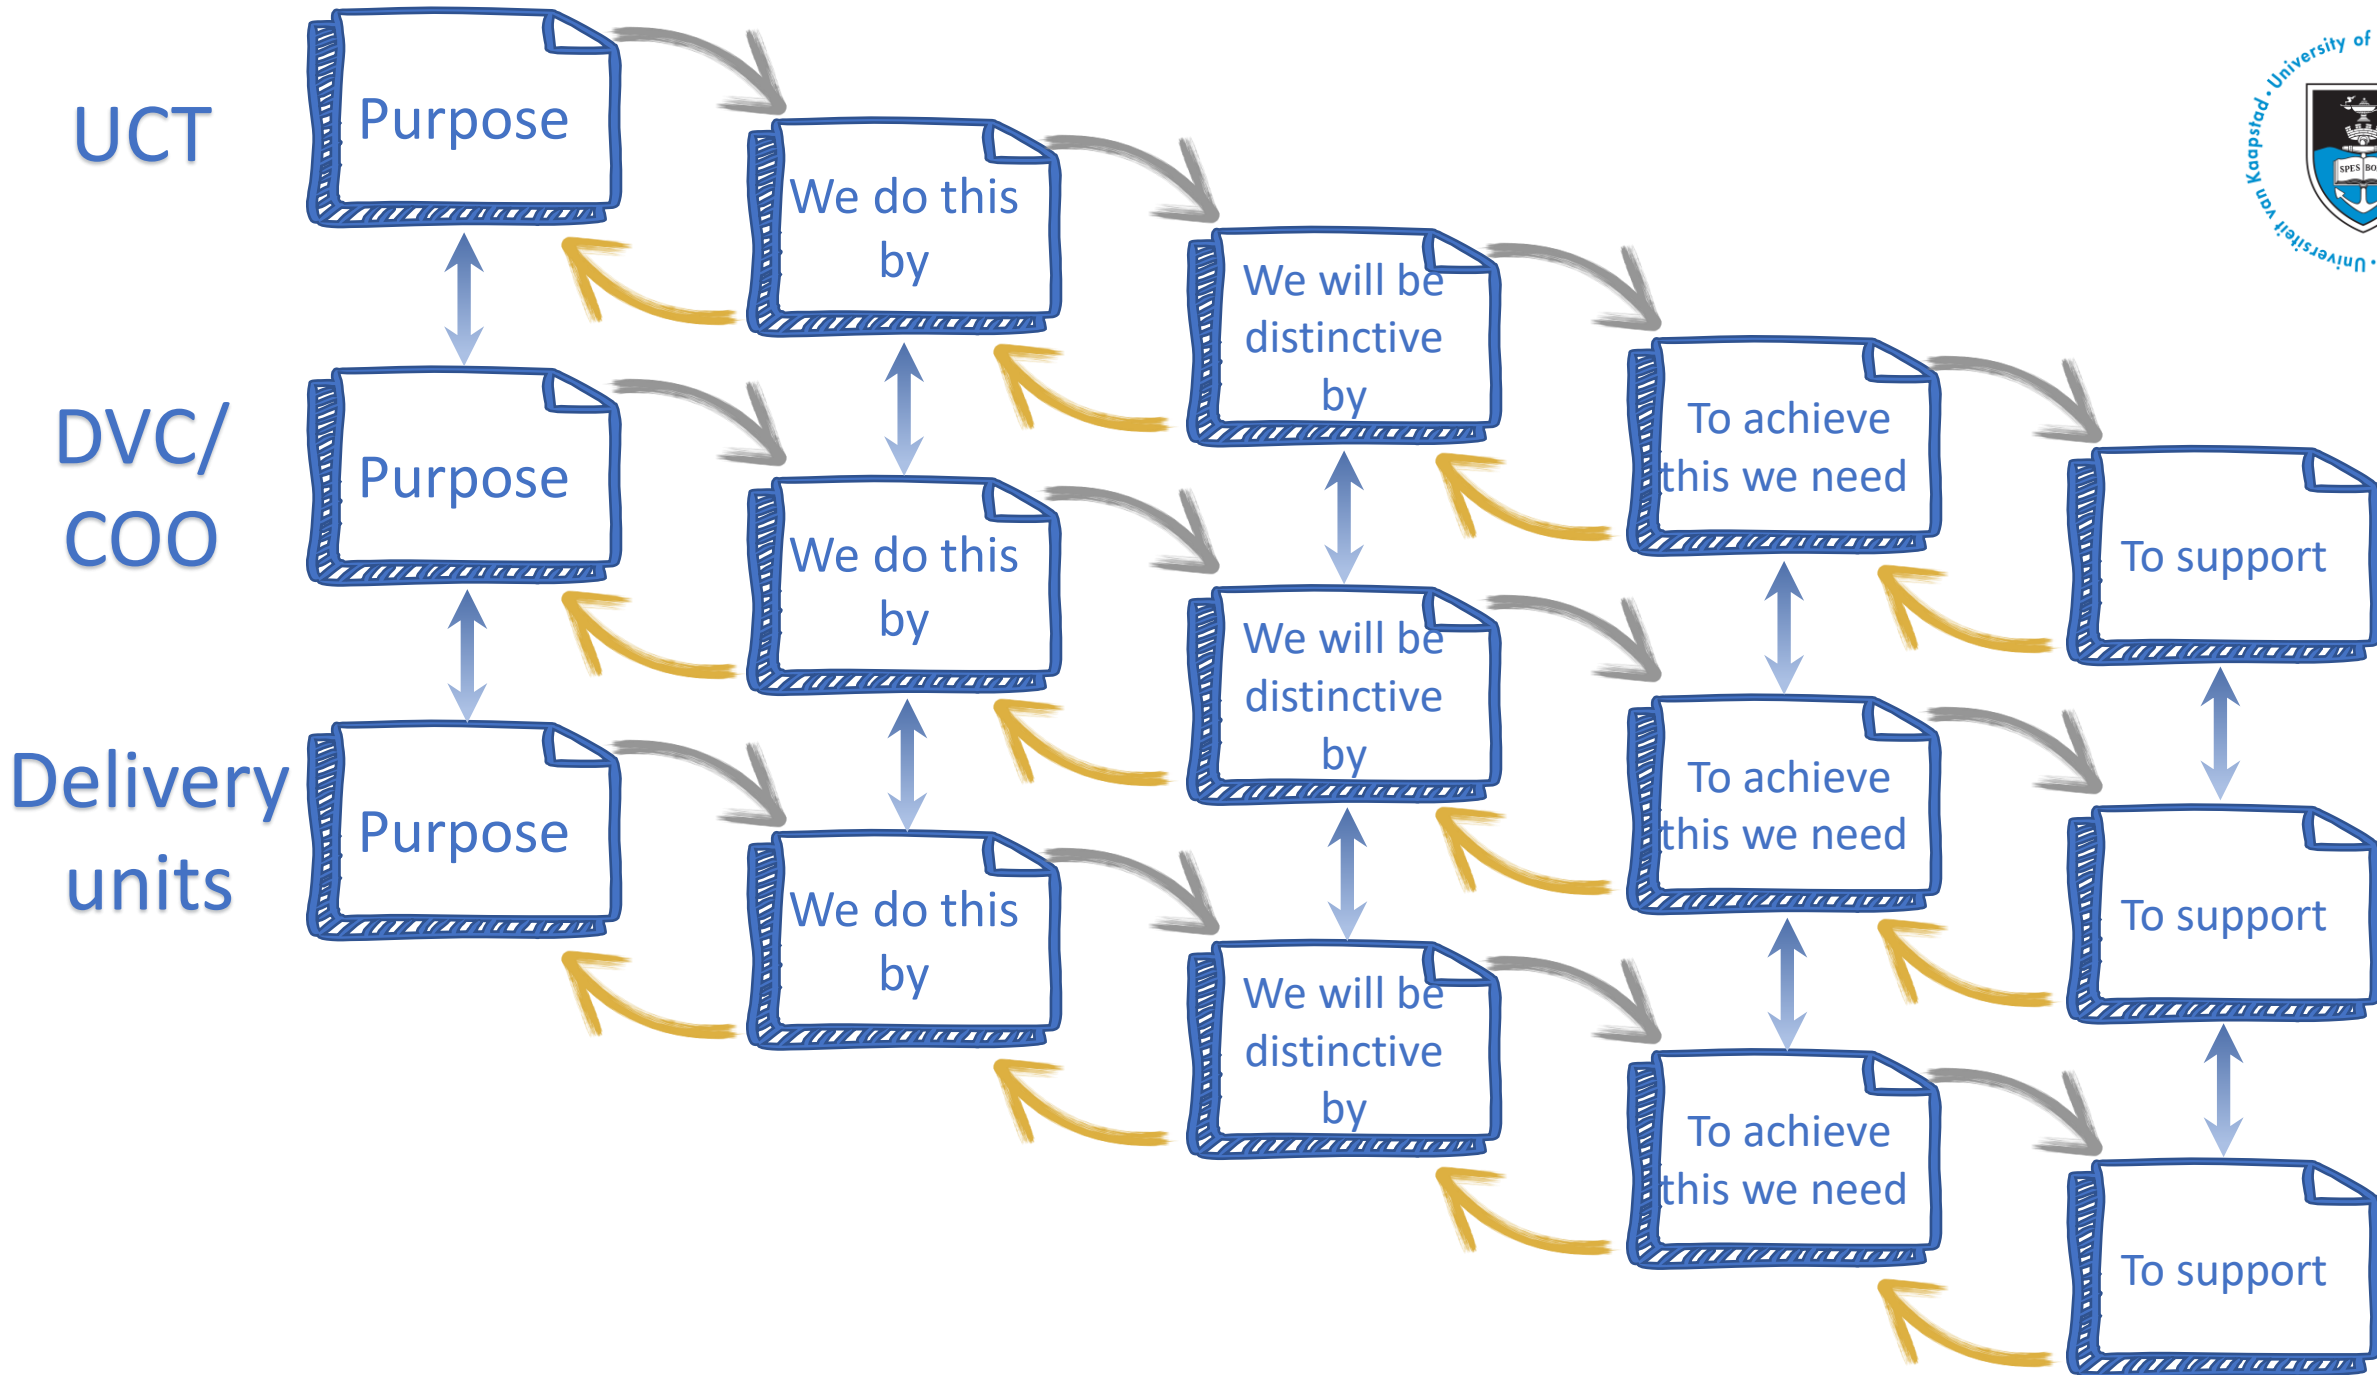 UCT
Purpose
We do this
by
We will be
distinctive
by
To achieve
this we need
To support
DVC/
COO
Purpose
We do this
by
We will be
distinctive
by
To achieve
this we need
To support
Delivery
units
Purpose
We do this
by
We will be
distinctive
by
To achieve
this we need
To support
University of
Universiteit van Kaapstad
SPES